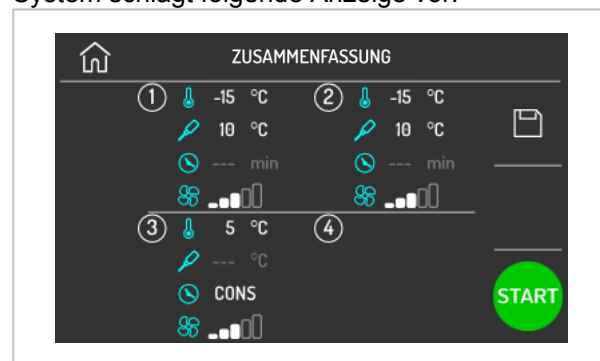 System schlägt folgende Anzeige vor:
ZUSAMMENFASSUNG
1 -15 °C 2 -15 °C
10 °C 10 °C
--- min --- min
3 5 °C 4
--- °C
CONS
START